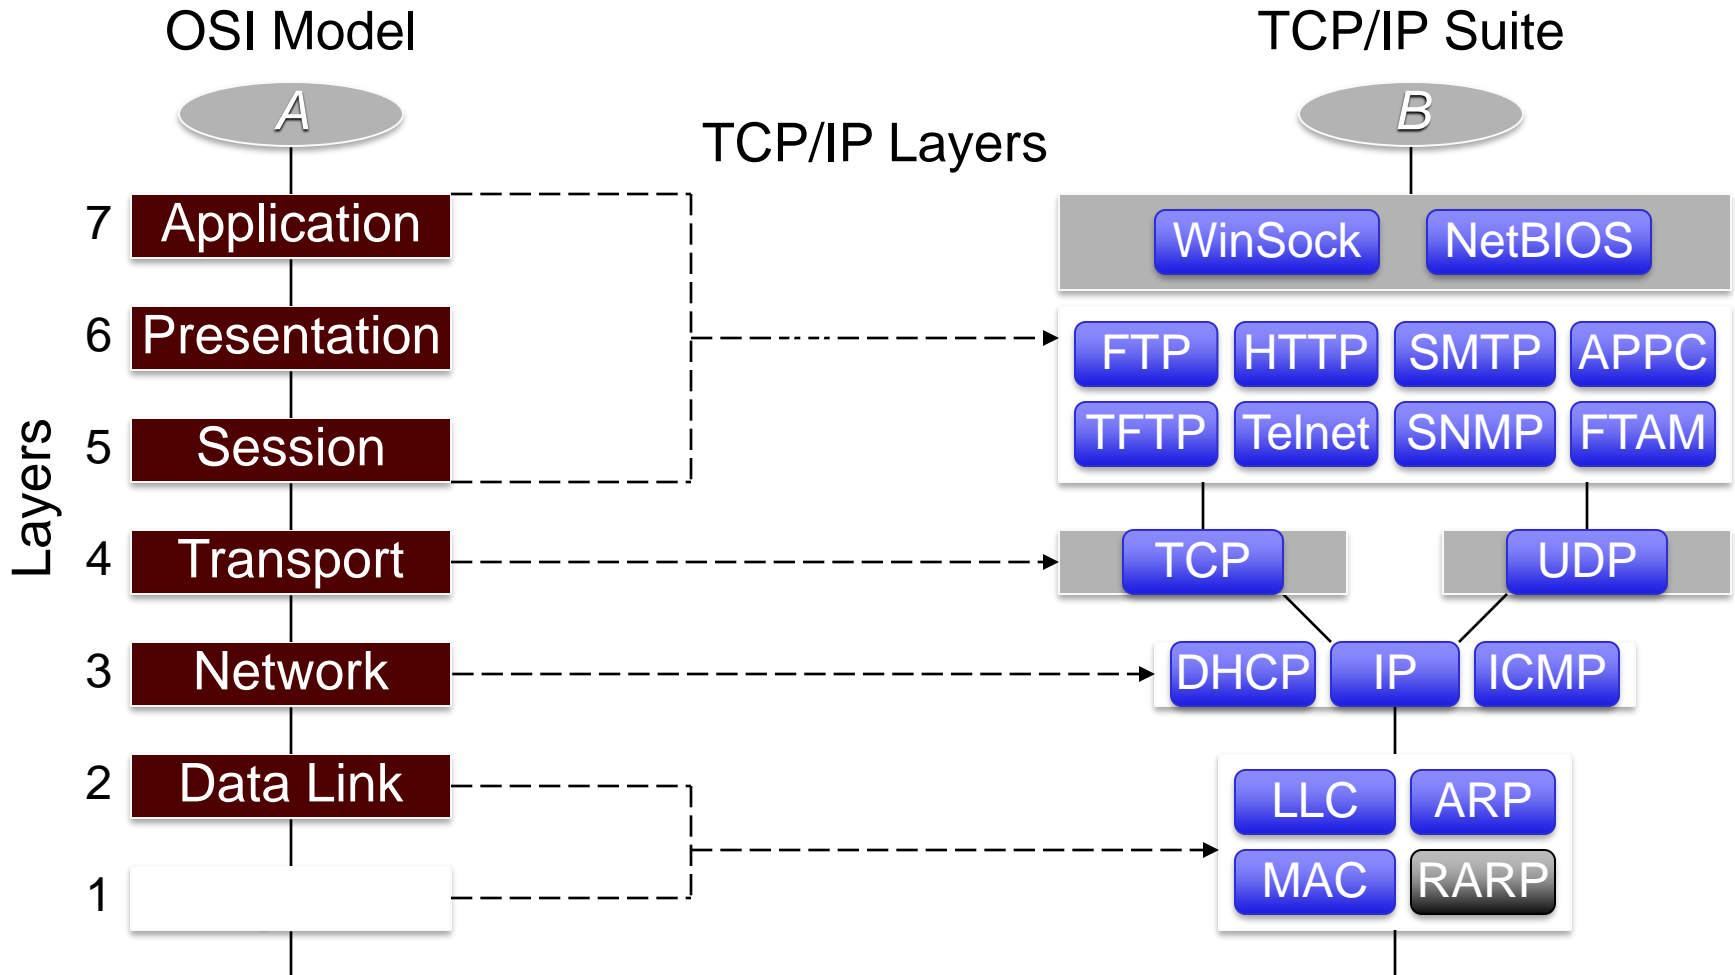 OSI Model
TCP/IP Suite
A
B
TCP/IP Layers
Layers
7
Application
WinSock
NetBIOS
6
Presentation
FTP
HTTP
SMTP
APPC
5
Session
TFTP
Telnet
SNMP
FTAM
4
Transport
TCP
UDP
3
Network
DHCP
IP
ICMP
2
Data Link
LLC
ARP
1
MAC
RARP